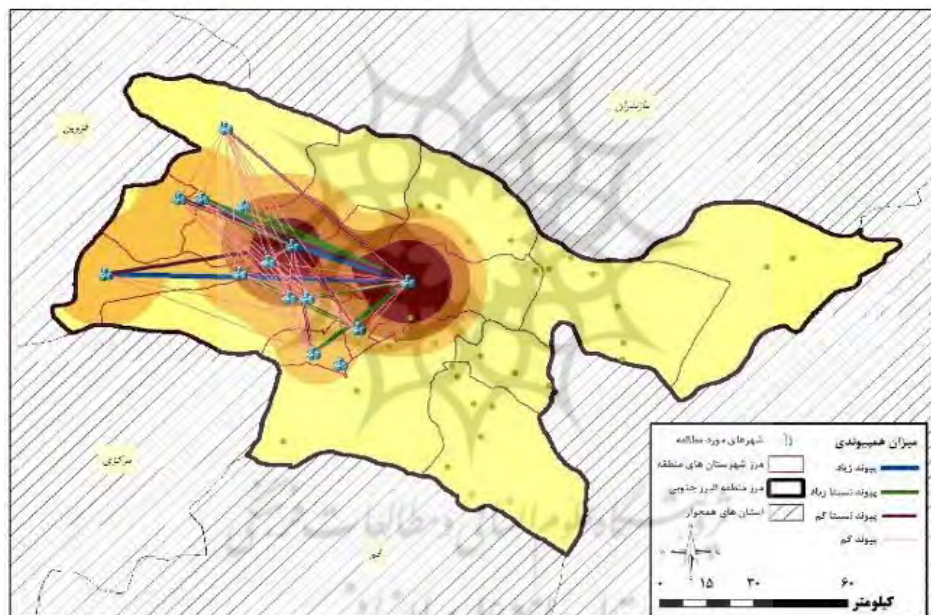 مازندران
قزوین
مرکزی
قم
میزان همپیوندی
پیوند زیاد
پیوند نسبتا زیاد
پیوند نسبتا کم
پیوند کم
شهرهای مورد مطالعه
مرز شهرستان های منطقه
مرز منطقه البرز جنوبی
استان های همجوار
۰ ۱۵ ۳۰ ۶۰
کیلومتر